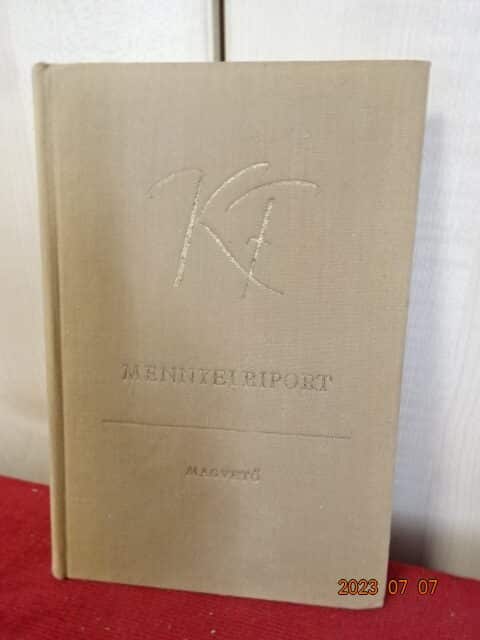 KF
MENNYEI RIPORT
MAGVETŐ
2023 07 07